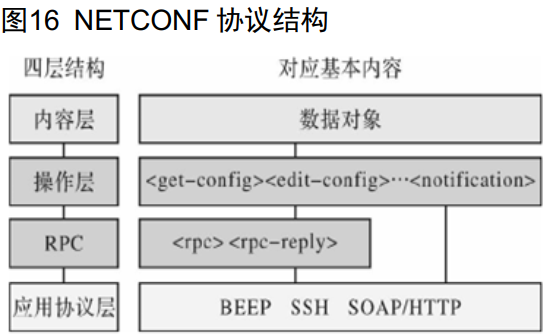 图16 NETCONF 协议结构
四层结构 对应基本内容
内容层 数据对象
操作层 <get-config><edit-config>…<notification>
RPC <rpc> <rpc-reply>
应用协议层 BEEP SSH SOAP/HTTP